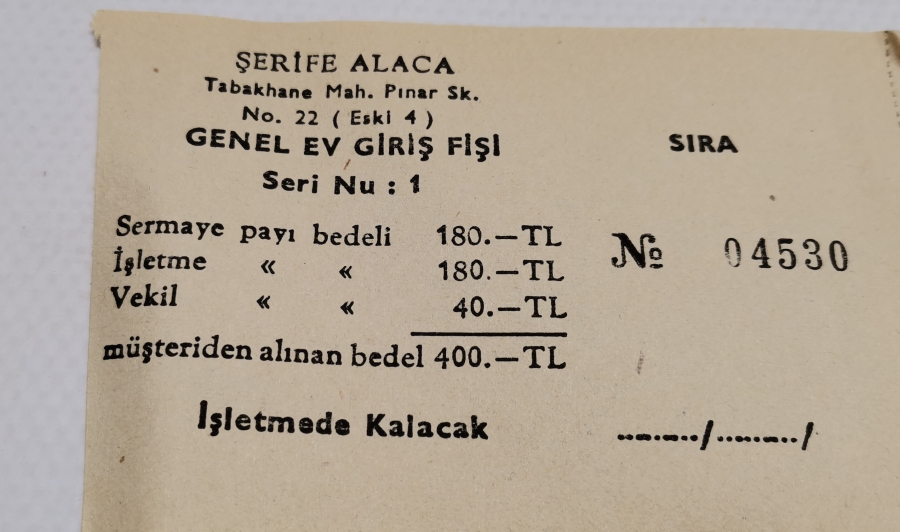 ŞERİFE ALACA
Tabakhane Mah. Pınar Sk.
No. 22 ( Eski 4 )
GENEL EV GİRİŞ FİŞİ
SIRA
Seri Nu : 1
Sermaye payı bedeli 180.—TL
№ 04530
İşletme « « 180.—TL
Vekil « « 40.—TL
müşteriden alınan bedel 400.—TL
İşletmede Kalacak ......../......../